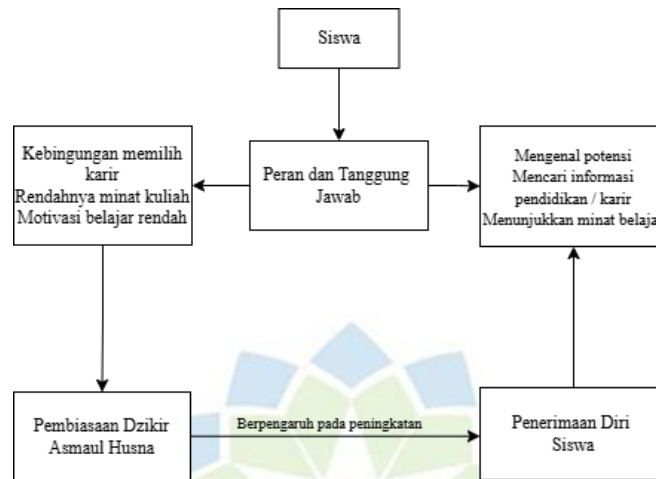 Siswa
Kebingungan memilih
karir
Rendahnya minat kuliah
Motivasi belajar rendah
Peran dan Tanggung
Jawab
Mengenal potensi
Mencari informasi
pendidikan / karir
Menunjukkan minat belaja
Pembiasaan Dzikir
Asmaul Husna
Berpengaruh pada peningkatan
Penerimaan Diri
Siswa